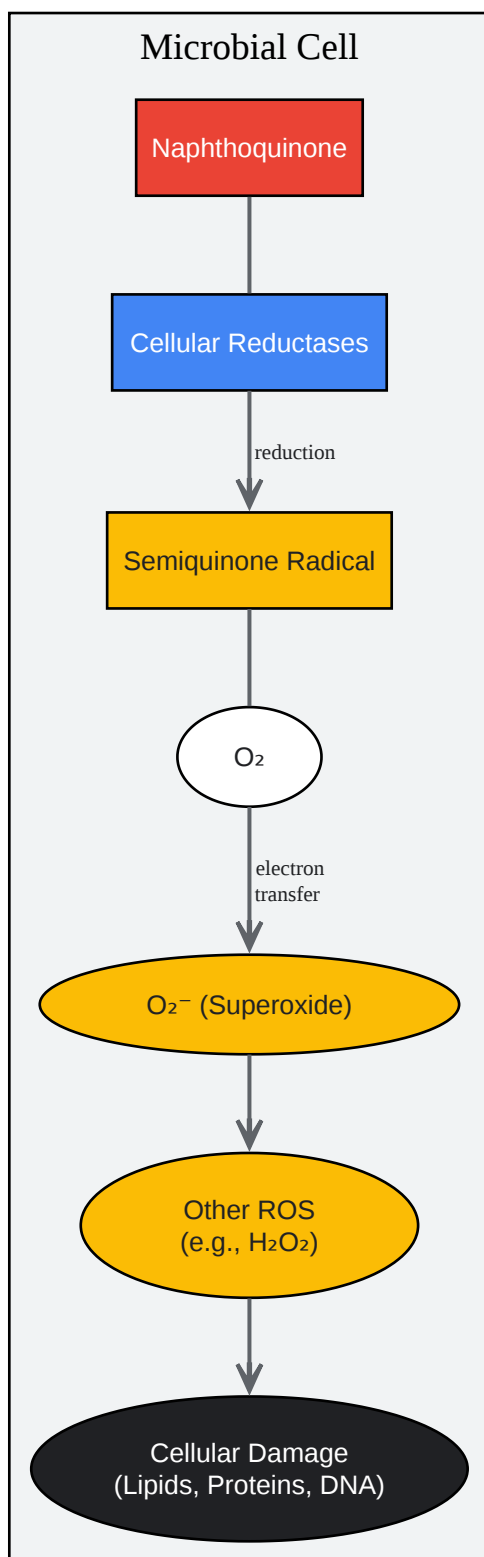 Microbial Cell
Naphthoquinone
Cellular Reductases
reduction
Semiquinone Radical
O₂
electron
transfer
O₂⁻ (Superoxide)
Other ROS
(e.g., H₂O₂)
Cellular Damage
(Lipids, Proteins, DNA)